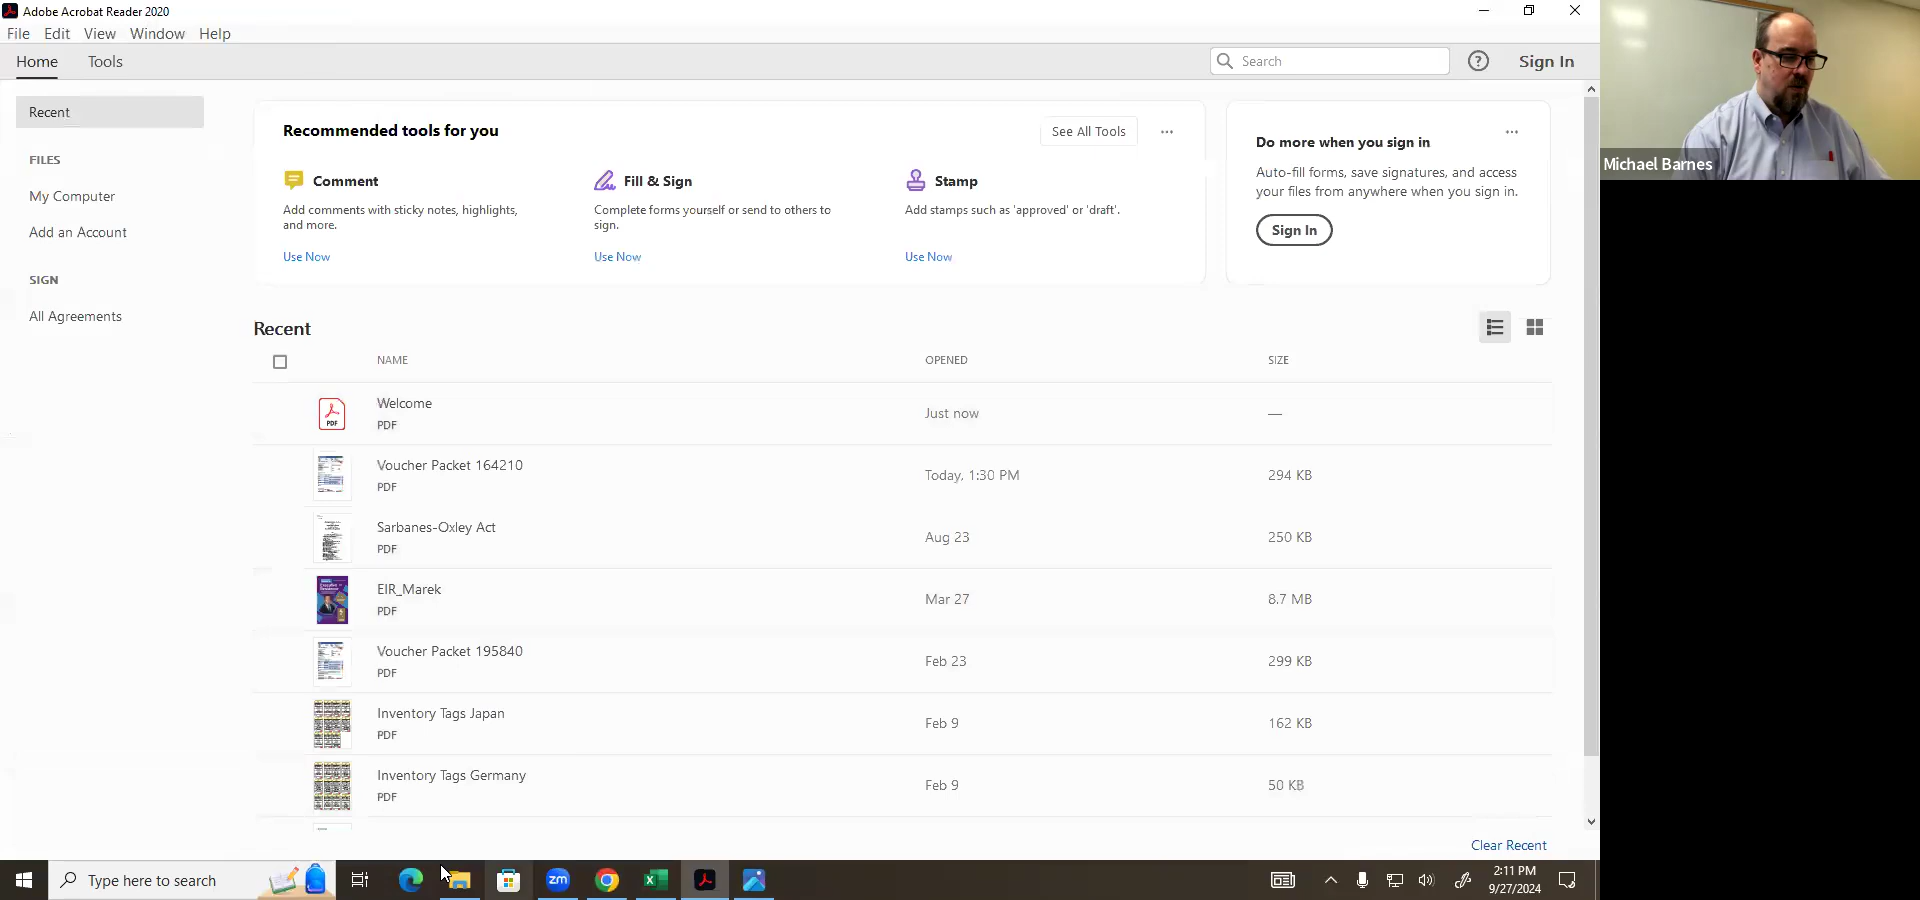 Adobe Acrobat Reader 2020
File Edit View Window Help
Home Tools
Search
Sign In
Recent
FILES
My Computer
Add an Account
SIGN
All Agreements
Recommended tools for you
See All Tools
Comment
Add comments with sticky notes, highlights,
and more.
Use Now
Fill & Sign
Complete forms yourself or send to others to
sign.
Use Now
Stamp
Add stamps such as 'approved' or 'draft'.
Use Now
Do more when you sign in
Auto-fill forms, save signatures, and access
your files from anywhere when you sign in.
Sign In
Michael Barnes
Recent
NAME OPENED SIZE
Welcome
PDF
Just now —
Voucher Packet 164210
PDF
Today, 1:30 PM 294 KB
Sarbanes-Oxley Act
PDF
Aug 23 250 KB
EIR_Marek
PDF
Mar 27 8.7 MB
Voucher Packet 195840
PDF
Feb 23 299 KB
Inventory Tags Japan
PDF
Feb 9 162 KB
Inventory Tags Germany
PDF
Feb 9 50 KB
Clear Recent
Type here to search
zm
2:11 PM
9/27/2024